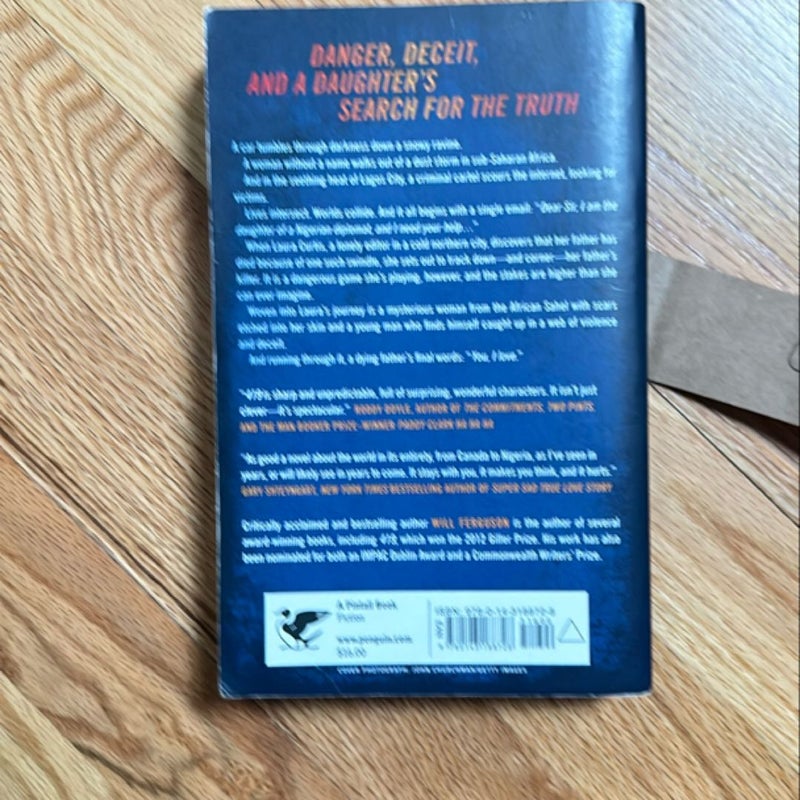 DANGER, DECEIT,
AND A DAUGHTER'S
SEARCH FOR THE TRUTH
A car tumbles through darkness down a snowy ravine.
A woman without a name walks out of a dust storm in sub-Saharan Africa.
And in the seething heat of Lagos City, a criminal cartel scours the internet, looking for
victims.
Lives intersect. Worlds collide. And it all begins with a single email: "Dear Sir, I am the
daughter of a Nigerian diplomat, and I need your help…"
When Laura Curtis, a lonely editor in a cold northern city, discovers that her father has
died because of one such swindle, she sets out to track down—and corner—her father's
killer. It is a dangerous game she's playing, however, and the stakes are higher than she
can ever imagine.
Woven into Laura's journey is a mysterious woman from the African Sahel with scars
etched into her skin and a young man who finds himself caught up in a web of violence
and deceit.
And running through it, a dying father's final words: "You, I love."
"419 is sharp and unpredictable, full of surprising, wonderful characters. It isn't just
clever—it's spectacular." RODDY DOYLE, AUTHOR OF THE COMMITMENTS, TWO PINTS,
AND THE MAN BOOKER PRIZE–WINNER PADDY CLARK HA HA HA
"As good a novel about the world in its entirety, from Canada to Nigeria, as I've seen in
years, or will likely see in years to come. It stays with you, it makes you think, and it hurts."
GARY SHTEYNGART, NEW YORK TIMES BESTSELLING AUTHOR OF SUPER SAD TRUE LOVE STORY
Critically acclaimed and bestselling author WILL FERGUSON is the author of several
award winning books, including 419, which won the 2012 Giller Prize. His work has also
been nominated for both an IMPAC Dublin Award and a Commonwealth Writers' Prize.
A Pintail Book
Fiction
www.penguin.com
$16.00
ISBN:
COVER PHOTOGRAPH: JOHN CHURCHMAN/GETTY IMAGES